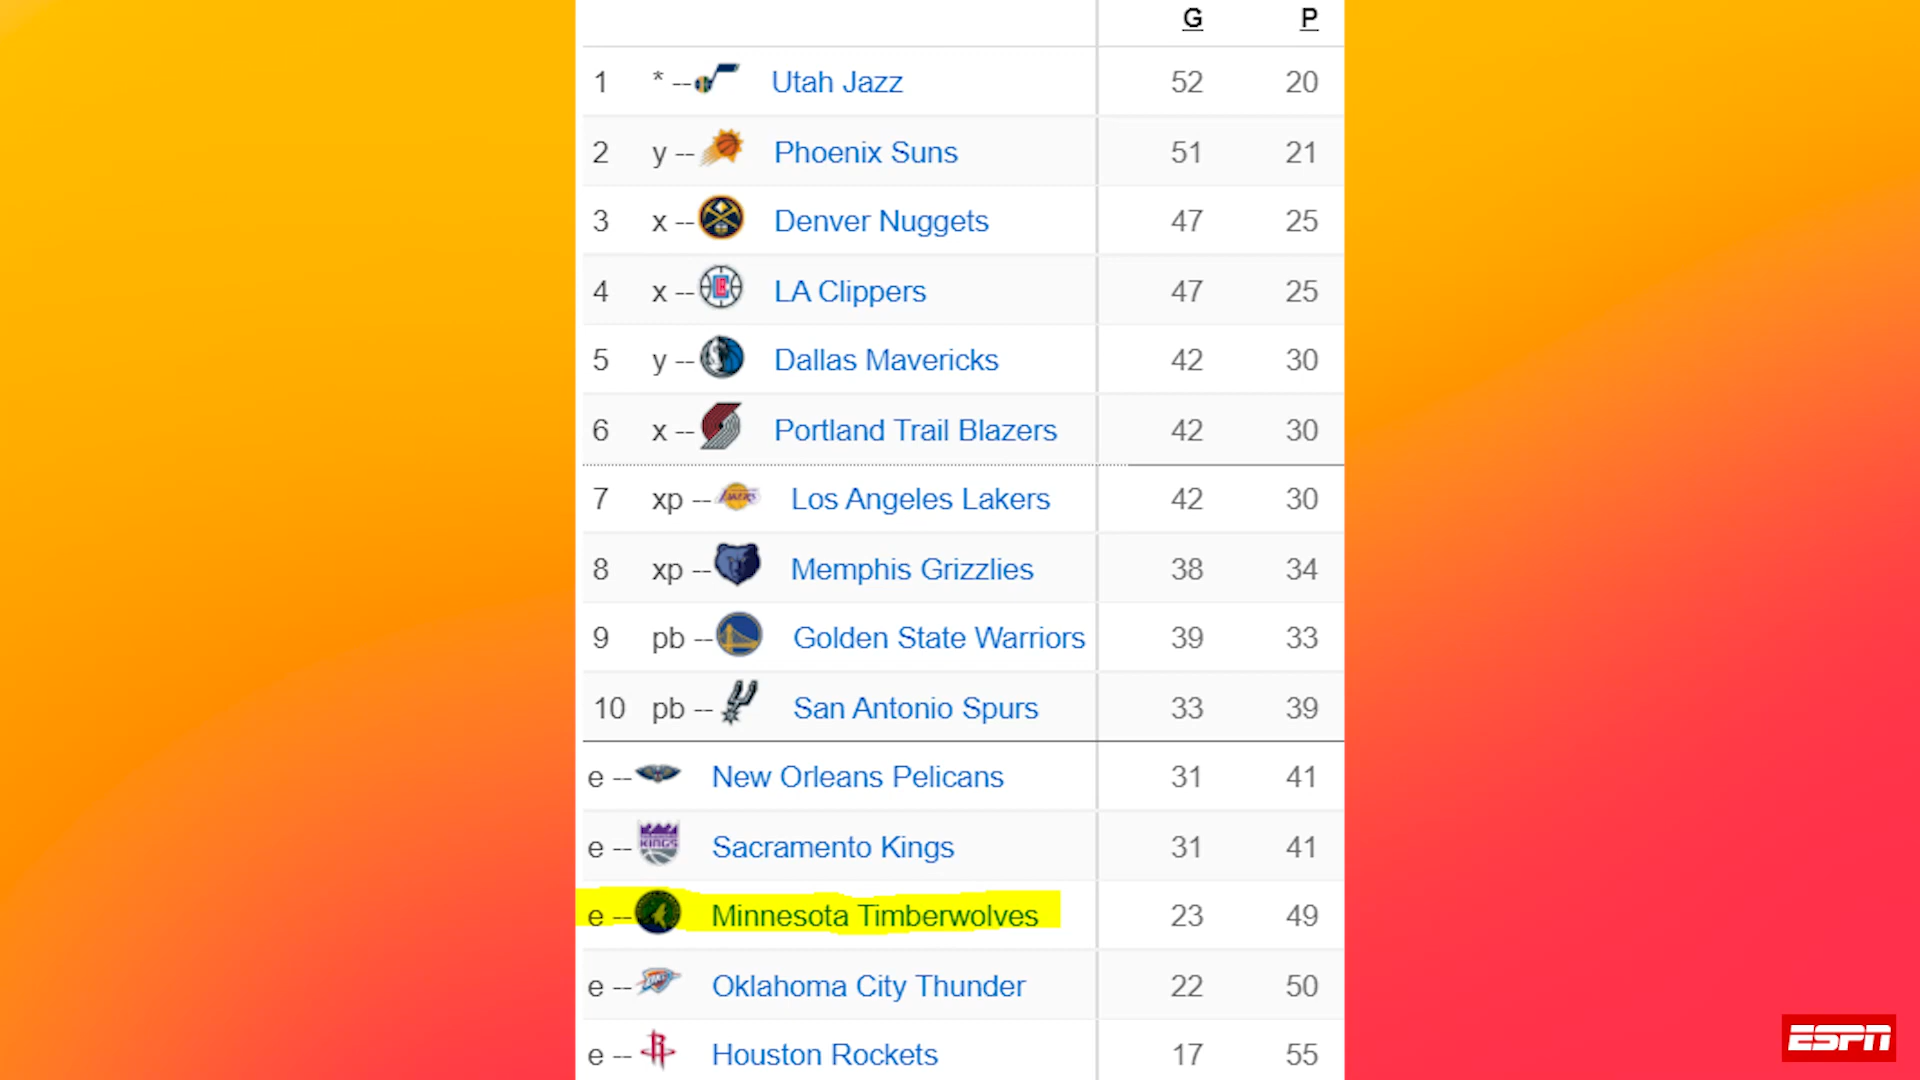 G P
1 * -- Utah Jazz 52 20
2 y -- Phoenix Suns 51 21
3 x -- Denver Nuggets 47 25
4 x -- LA Clippers 47 25
5 y -- Dallas Mavericks 42 30
6 x -- Portland Trail Blazers 42 30
7 xp -- LAKERS Los Angeles Lakers 42 30
8 xp -- Memphis Grizzlies 38 34
9 pb -- Golden State Warriors 39 33
10 pb -- San Antonio Spurs 33 39
e -- New Orleans Pelicans 31 41
e -- KINGS Sacramento Kings 31 41
e -- Minnesota Timberwolves 23 49
e -- Oklahoma City Thunder 22 50
e -- R Houston Rockets 17 55
ESPN